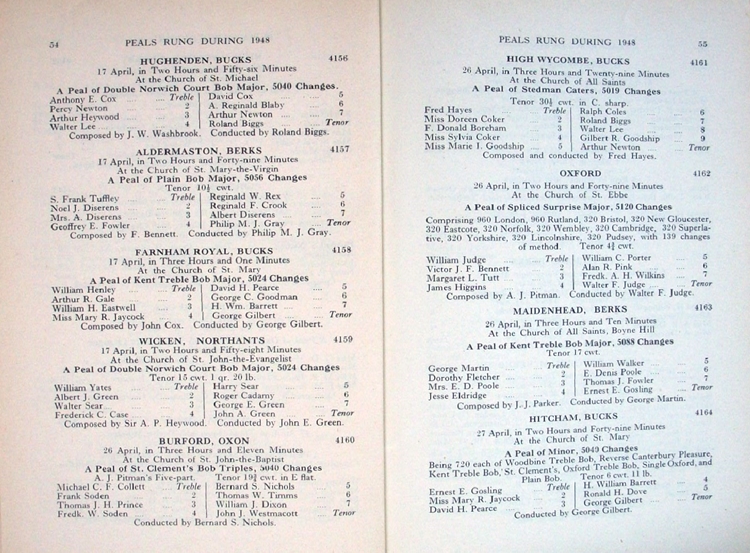 54 PEALS RUNG DURING 1948
HUGHENDEN, BUCKS 4156
17 April, in Two Hours and Fifty-six Minutes
At the Church of St. Michael
A Peal of Double Norwich Court Bob Major, 5040 Changes.
Anthony E. Cox ... Treble David Cox ... 5
Percy Newton ... 2 A. Reginald Blaby ... 6
Arthur Heywood ... 3 Arthur Newton ... 7
Walter Lee ... 4 Roland Biggs ... Tenor
Composed by J. W. Washbrook. Conducted by Roland Biggs.
ALDERMASTON, BERKS 4157
17 April, in Two Hours and Forty-nine Minutes
At the Church of St. Mary-the-Virgin
A Peal of Plain Bob Major, 5056 Changes
Tenor 10½ cwt.
S. Frank Tuffley Treble Reginald W. Rex ... 5
Noel J. Diserens ... 2 Reginald F. Crook ... 6
Mrs. A. Diserens ... 3 Albert Diserens ... 7
Geoffrey E. Fowler ... 4 Philip M. J. Gray ... Tenor
Composed by F. Bennett. Conducted by Philip M. J. Gray.
FARNHAM ROYAL, BUCKS 4158
17 April, in Three Hours and One Minutes
At the Church of St. Mary
A Peal of Kent Treble Bob Major, 5024 Changes
William Henley ... Treble David H. Pearce ... 5
Arthur R. Gale ... 2 George C. Goodman ... 6
William H. Eastwell ... 3 H. Wm. Barrett ... 7
Miss Mary R. Jaycock ... 4 George Gilbert ... Tenor
Composed by John Cox. Conducted by George Gilbert.
WICKEN, NORTHANTS 4159
17 April, in Two Hours and Fifty-eight Minutes
At the Church of St. John-the-Evangelist
A Peal of Double Norwich Court Bob Major, 5024 Changes
Tenor 15 cwt. 1 qr. 20 lb.
William Yates ... Treble Harry Sear ... 5
Albert J. Green ... 2 Roger Cadamy ... 6
Walter Sear ... 3 George E. Green ... 7
Frederick C. Case ... 4 John A. Green ... Tenor
Composed by Sir A. P. Heywood. Conducted by John E. Green.
BURFORD, OXON 4160
26 April, in Three Hours and Eleven Minutes
At the Church of St. John-the-Baptist
A Peal of St. Clement's Bob Triples, 5040 Changes
A. J. Pitman's Five-part. Tenor cwt. in E flat.
Michael C. F. Collett ... Treble Bernard S. Nichols ... 5
Frank Soden ... 2 Thomas W. Timms ... 6
Thomas J. H. Prince ... 3 William J. Dixon ... 7
Fredk. W. Soden ... 4 John J. Westmacott ... Tenor
Conducted by Bernard S. Nichols.
PEALS RUNG DURING 1948 55
HIGH WYCOMBE, BUCKS 4161
26 April, in Three Hours and Twenty-nine Minutes
At the Church of All Saints
A Peal of Stedman Caters, 5019 Changes
Tenor 30½ cwt. in C. sharp.
Fred Hayes ... Treble Ralph Coles ... 6
Miss Doreen Coker ... 2 Roland Biggs ... 7
F. Donald Boreham ... 3 Walter Lee ... 8
Miss Sylvia Coker ... 4 Gilbert R. Goodship ... 9
Miss Marie I. Goodship ... 5 Arthur Newton ... Tenor
Composed and conducted by Fred Hayes.
OXFORD 4162
26 April, in Two Hours and Forty-nine Minutes
At the Church of St. Ebbe
A Peal of Spliced Surprise Major, 5120 Changes
Comprising 960 London, 960 Rutland, 320 Bristol, 320 New Gloucester,
320 Eastcote, 320 Norfolk, 320 Wembley, 320 Cambridge, 320 Superla-
tive, 320 Yorkshire, 320 Lincolnshire, 320 Pudsey, with 139 changes
of method. Tenor 4¾ cwt.
William Judge ... Treble William C. Porter ... 5
Victor J. F. Bennett ... 2 Alan R. Pink ... 6
Margaret L. Tutt ... 3 Fredk. A. H. Wilkins ... 7
James Higgins ... 4 Walter F. Judge ... Tenor
Composed by A. J. Pitman. Conducted by Walter F. Judge.
MAIDENHEAD, BERKS 4163
26 April, in Three Hours and Ten Minutes
At the Church of All Saints, Boyne Hill
A Peal of Kent Treble Bob Major, 5088 Changes
Tenor 17 cwt.
George Martin ... Treble William Walker ... 5
Dorothy Fletcher ... 2 E. Denis Poole ... 6
Mrs. E. D. Poole ... 3 Thomas J. Fowler ... 7
Jesse Eldridge ... 4 Ernest E. Gosling ... Tenor
Composed by J. J. Parker. Conducted by George Martin.
HITCHAM, BUCKS 4164
27 April, in Two Hours and Forty-nine Minutes
At the Church of St. Mary
A Peal of Minor, 5040 Changes
Being 720 each of Woodbine Treble Bob, Reverse Canterbury Pleasure,
Kent Treble Bob, St. Clement's, Oxford Treble Bob, Single Oxford, and
Plain Bob. Tenor 6 cwt. 11 lb.
Ernest E. Gosling ... Treble H. William Barrett ... 4
Miss Mary R. Jaycock ... 2 Ronald H. Dove ... 5
David H. Pearce ... 3 George Gilbert ... Tenor
Conducted by George Gilbert.